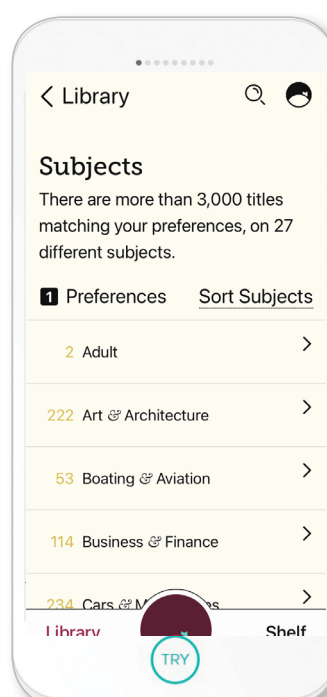 Library
Subjects
There are more than 3,000 titles
matching your preferences, on 27
different subjects.
1 Preferences Sort Subjects
2 Adult
222 Art & Architecture
53 Boating & Aviation
114 Business & Finance
234 Cars &
Library Shelf
TRY